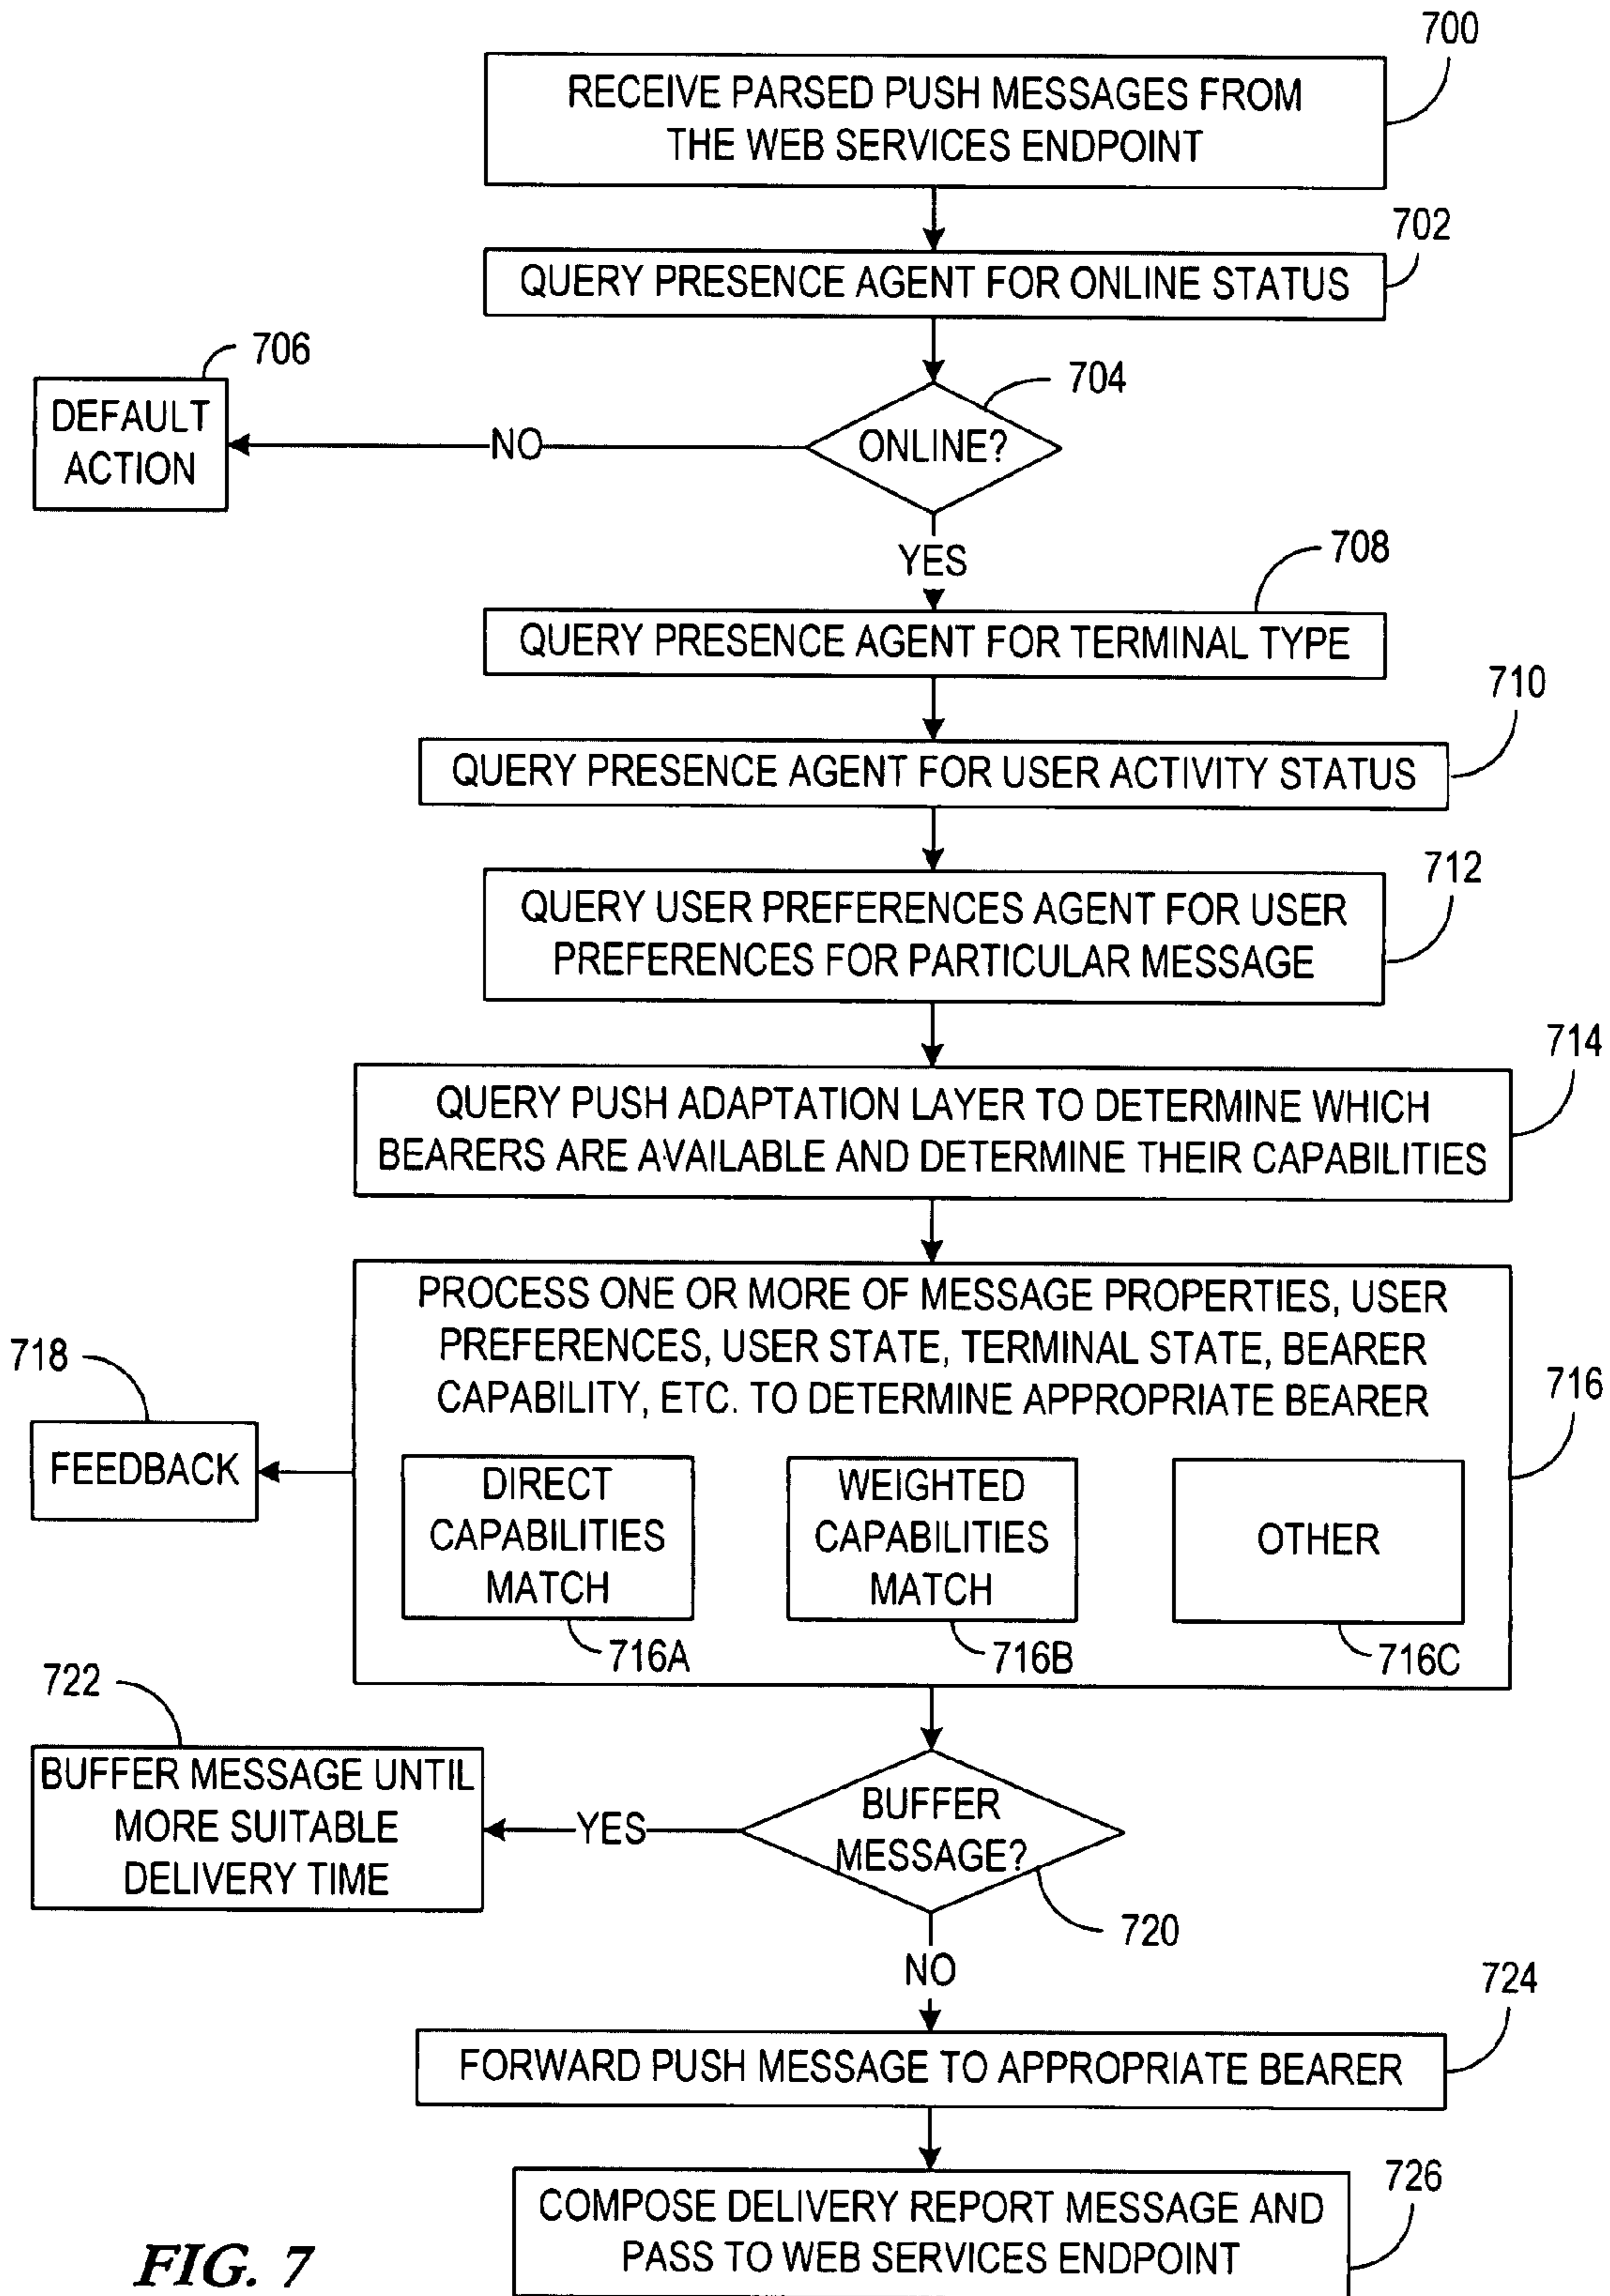 700
RECEIVE PARSED PUSH MESSAGES FROM
THE WEB SERVICES ENDPOINT
702
QUERY PRESENCE AGENT FOR ONLINE STATUS
706
DEFAULT
ACTION
704
NO
ONLINE?
YES
708
QUERY PRESENCE AGENT FOR TERMINAL TYPE
710
QUERY PRESENCE AGENT FOR USER ACTIVITY STATUS
712
QUERY USER PREFERENCES AGENT FOR USER
PREFERENCES FOR PARTICULAR MESSAGE
714
QUERY PUSH ADAPTATION LAYER TO DETERMINE WHICH
BEARERS ARE AVAILABLE AND DETERMINE THEIR CAPABILITIES
PROCESS ONE OR MORE OF MESSAGE PROPERTIES, USER
PREFERENCES, USER STATE, TERMINAL STATE, BEARER
CAPABILITY, ETC. TO DETERMINE APPROPRIATE BEARER
716
718
FEEDBACK
DIRECT
CAPABILITIES
MATCH
716A
WEIGHTED
CAPABILITIES
MATCH
716B
OTHER
716C
722
BUFFER MESSAGE UNTIL
MORE SUITABLE
DELIVERY TIME
YES
BUFFER
MESSAGE?
720
NO
724
FORWARD PUSH MESSAGE TO APPROPRIATE BEARER
726
COMPOSE DELIVERY REPORT MESSAGE AND
PASS TO WEB SERVICES ENDPOINT
FIG. 7